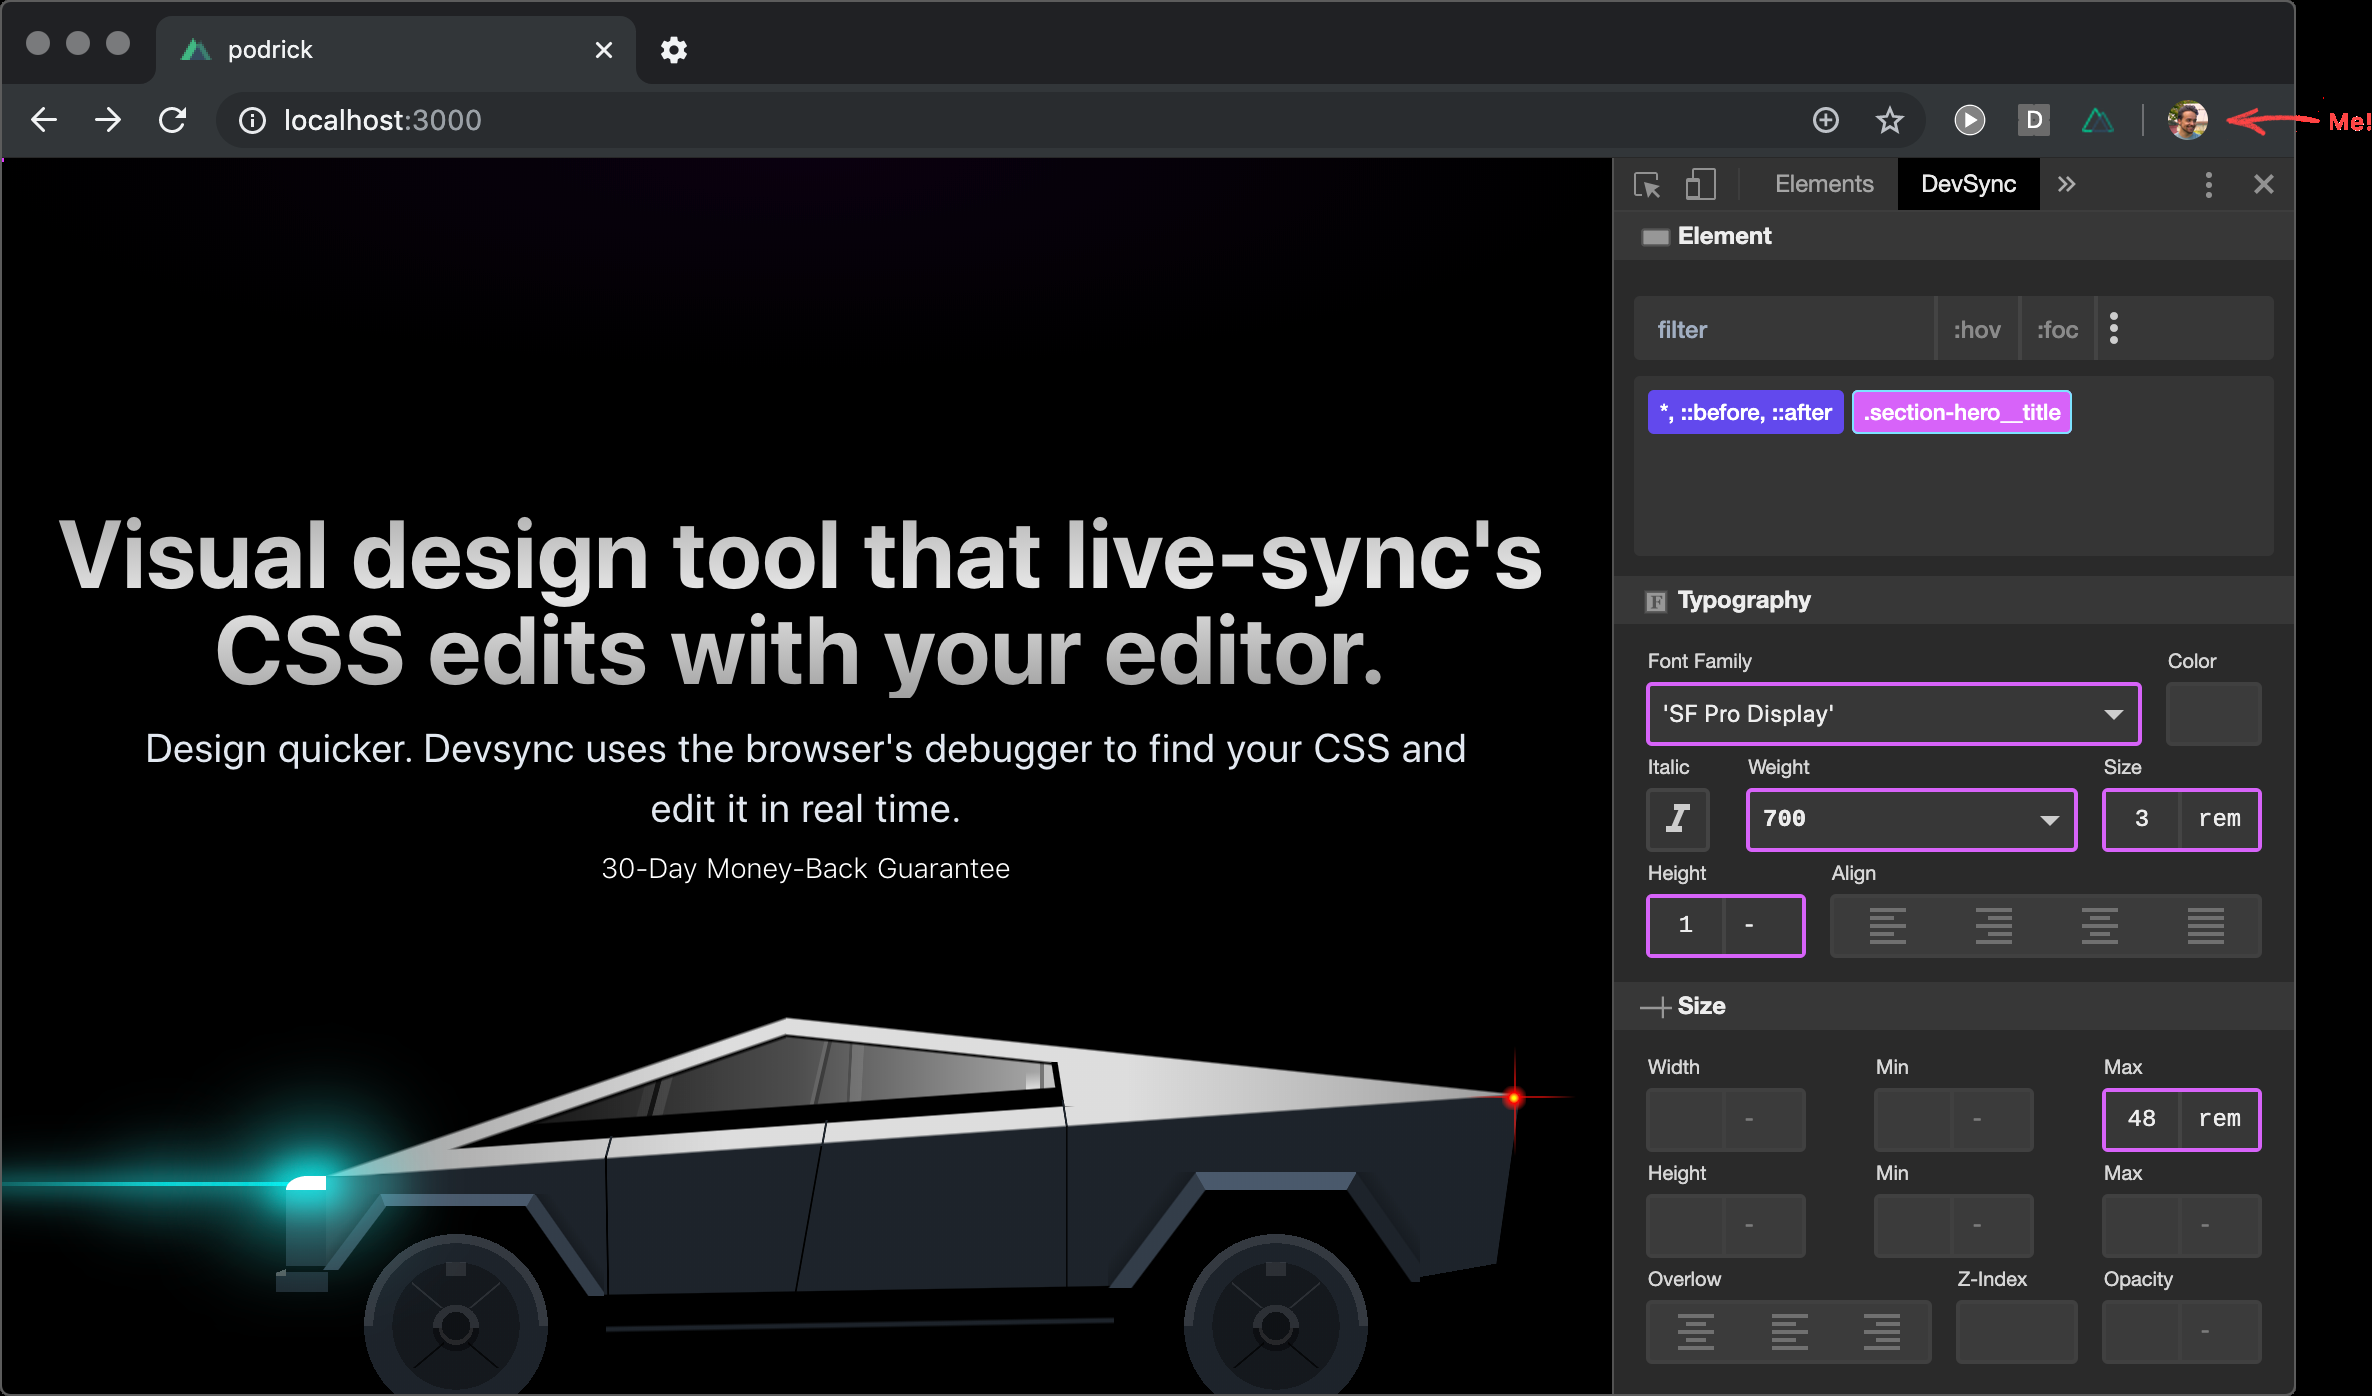 podrick
localhost:3000
D
Me!
Elements
DevSync
Element
filter
:hov
:foc
*, ::before, ::after
.section-hero__title
Visual design tool that live-sync's
CSS edits with your editor.
Design quicker. Devsync uses the browser's debugger to find your CSS and
edit it in real time.
30-Day Money-Back Guarantee
F Typography
Font Family
Color
'SF Pro Display'
Italic
Weight
Size
I
700
3
rem
Height
Align
1
-
Size
Width
Min
Max
-
-
48
rem
Height
Min
Max
-
-
-
Overlow
Z-Index
Opacity
-